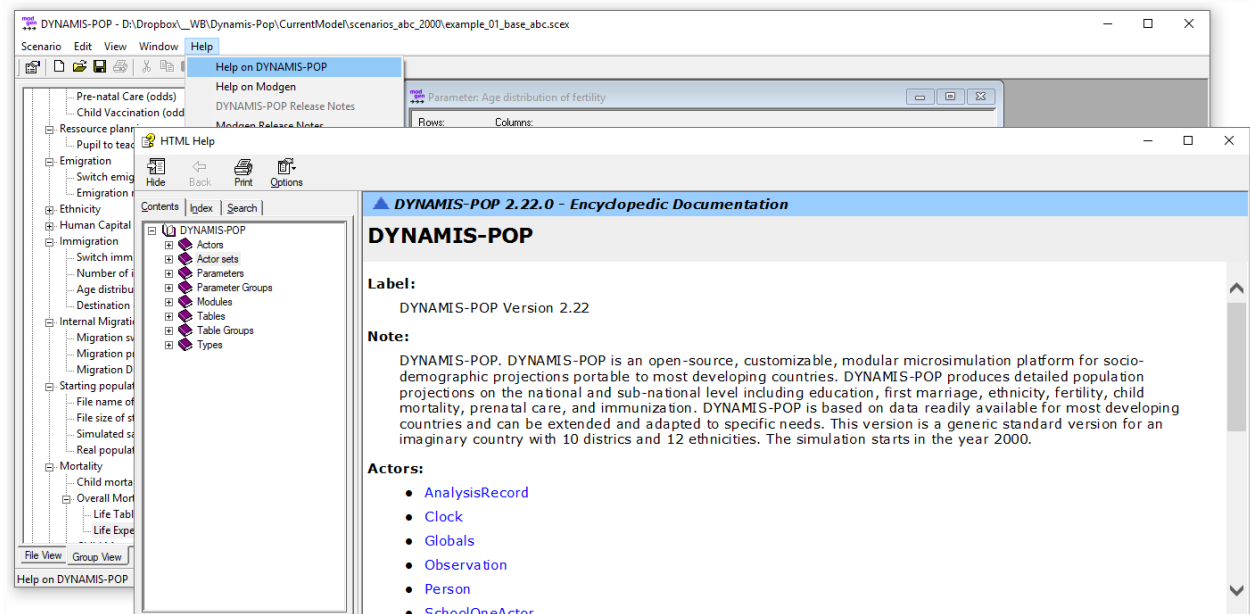 DYNAMIS-POP - D:\Dropbox\__WB\Dynamis-Pop\CurrentModel\scenarios_abc_2000\example_01_base_abc.scex
Scenario Edit View Window Help
Help on DYNAMIS-POP
Help on Modgen
DYNAMIS-POP Release Notes
Modgen Release Notes
Parameter: Age distribution of fertility
Rows: Columns:
Pre-natal Care (odds)
Child Vaccination (odd
Ressource plann
Pupil to teac
Emigration
Switch emig
Emigration r
Ethnicity
Human Capital
Immigration
Switch imm
Number of i
Age distribu
Destination
Internal Migratio
Migration sw
Migration p
Migration D
Starting populat
File name of
File size of st
Simulated sa
Real populat
Mortality
Child morta
Overall Mort
Life Tabl
Life Expe
File View Group View
Help on DYNAMIS-POP
HTML Help
Hide Back Print Options
Contents Index Search
DYNAMIS-POP
Actors
Actor sets
Parameters
Parameter Groups
Modules
Tables
Table Groups
Types
DYNAMIS-POP 2.22.0 - Encyclopedic Documentation
DYNAMIS-POP
Label:
DYNAMIS-POP Version 2.22
Note:
DYNAMIS-POP. DYNAMIS-POP is an open-source, customizable, modular microsimulation platform for socio-
demographic projections portable to most developing countries. DYNAMIS-POP produces detailed population
projections on the national and sub-national level including education, first marriage, ethnicity, fertility, child
mortality, prenatal care, and immunization. DYNAMIS-POP is based on data readily available for most developing
countries and can be extended and adapted to specific needs. This version is a generic standard version for an
imaginary country with 10 districs and 12 ethnicities. The simulation starts in the year 2000.
Actors:
AnalysisRecord
Clock
Globals
Observation
Person
SchoolOneActor